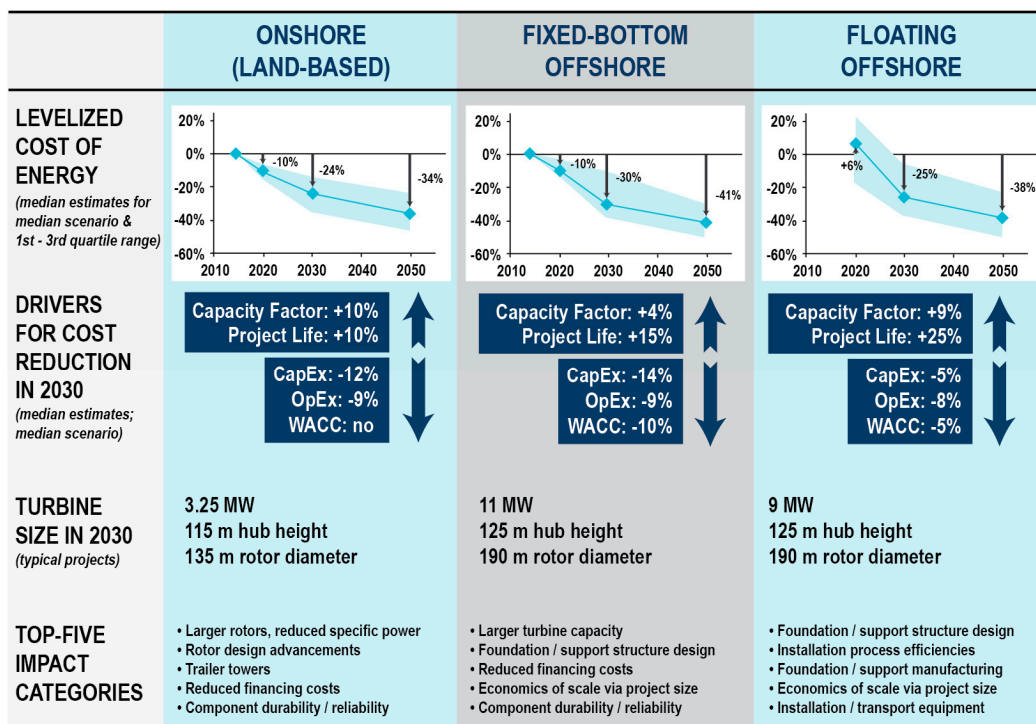 ONSHORE
(LAND-BASED)
FIXED-BOTTOM
OFFSHORE
FLOATING
OFFSHORE
LEVELIZED
COST OF
ENERGY
(median estimates for
median scenario &
1st - 3rd quartile range)
20%
0%
-20%
-40%
-60%
-10%
-24%
-34%
2010 2020 2030 2040 2050
20%
0%
-20%
-40%
-60%
-10%
-30%
-41%
2010 2020 2030 2040 2050
20%
0%
-20%
-40%
-60%
+6%
-25%
-38%
2010 2020 2030 2040 2050
DRIVERS
FOR COST
REDUCTION
IN 2030
(median estimates;
median scenario)
Capacity Factor: +10%
Project Life: +10%
CapEx: -12%
OpEx: -9%
WACC: no
Capacity Factor: +4%
Project Life: +15%
CapEx: -14%
OpEx: -9%
WACC: -10%
Capacity Factor: +9%
Project Life: +25%
CapEx: -5%
OpEx: -8%
WACC: -5%
TURBINE
SIZE IN 2030
(typical projects)
3.25 MW
115 m hub height
135 m rotor diameter
11 MW
125 m hub height
190 m rotor diameter
9 MW
125 m hub height
190 m rotor diameter
TOP-FIVE
IMPACT
CATEGORIES
• Larger rotors, reduced specific power
• Rotor design advancements
• Trailer towers
• Reduced financing costs
• Component durability / reliability
• Larger turbine capacity
• Foundation / support structure design
• Reduced financing costs
• Economics of scale via project size
• Component durability / reliability
• Foundation / support structure design
• Installation process efficiencies
• Foundation / support manufacturing
• Economics of scale via project size
• Installation / transport equipment